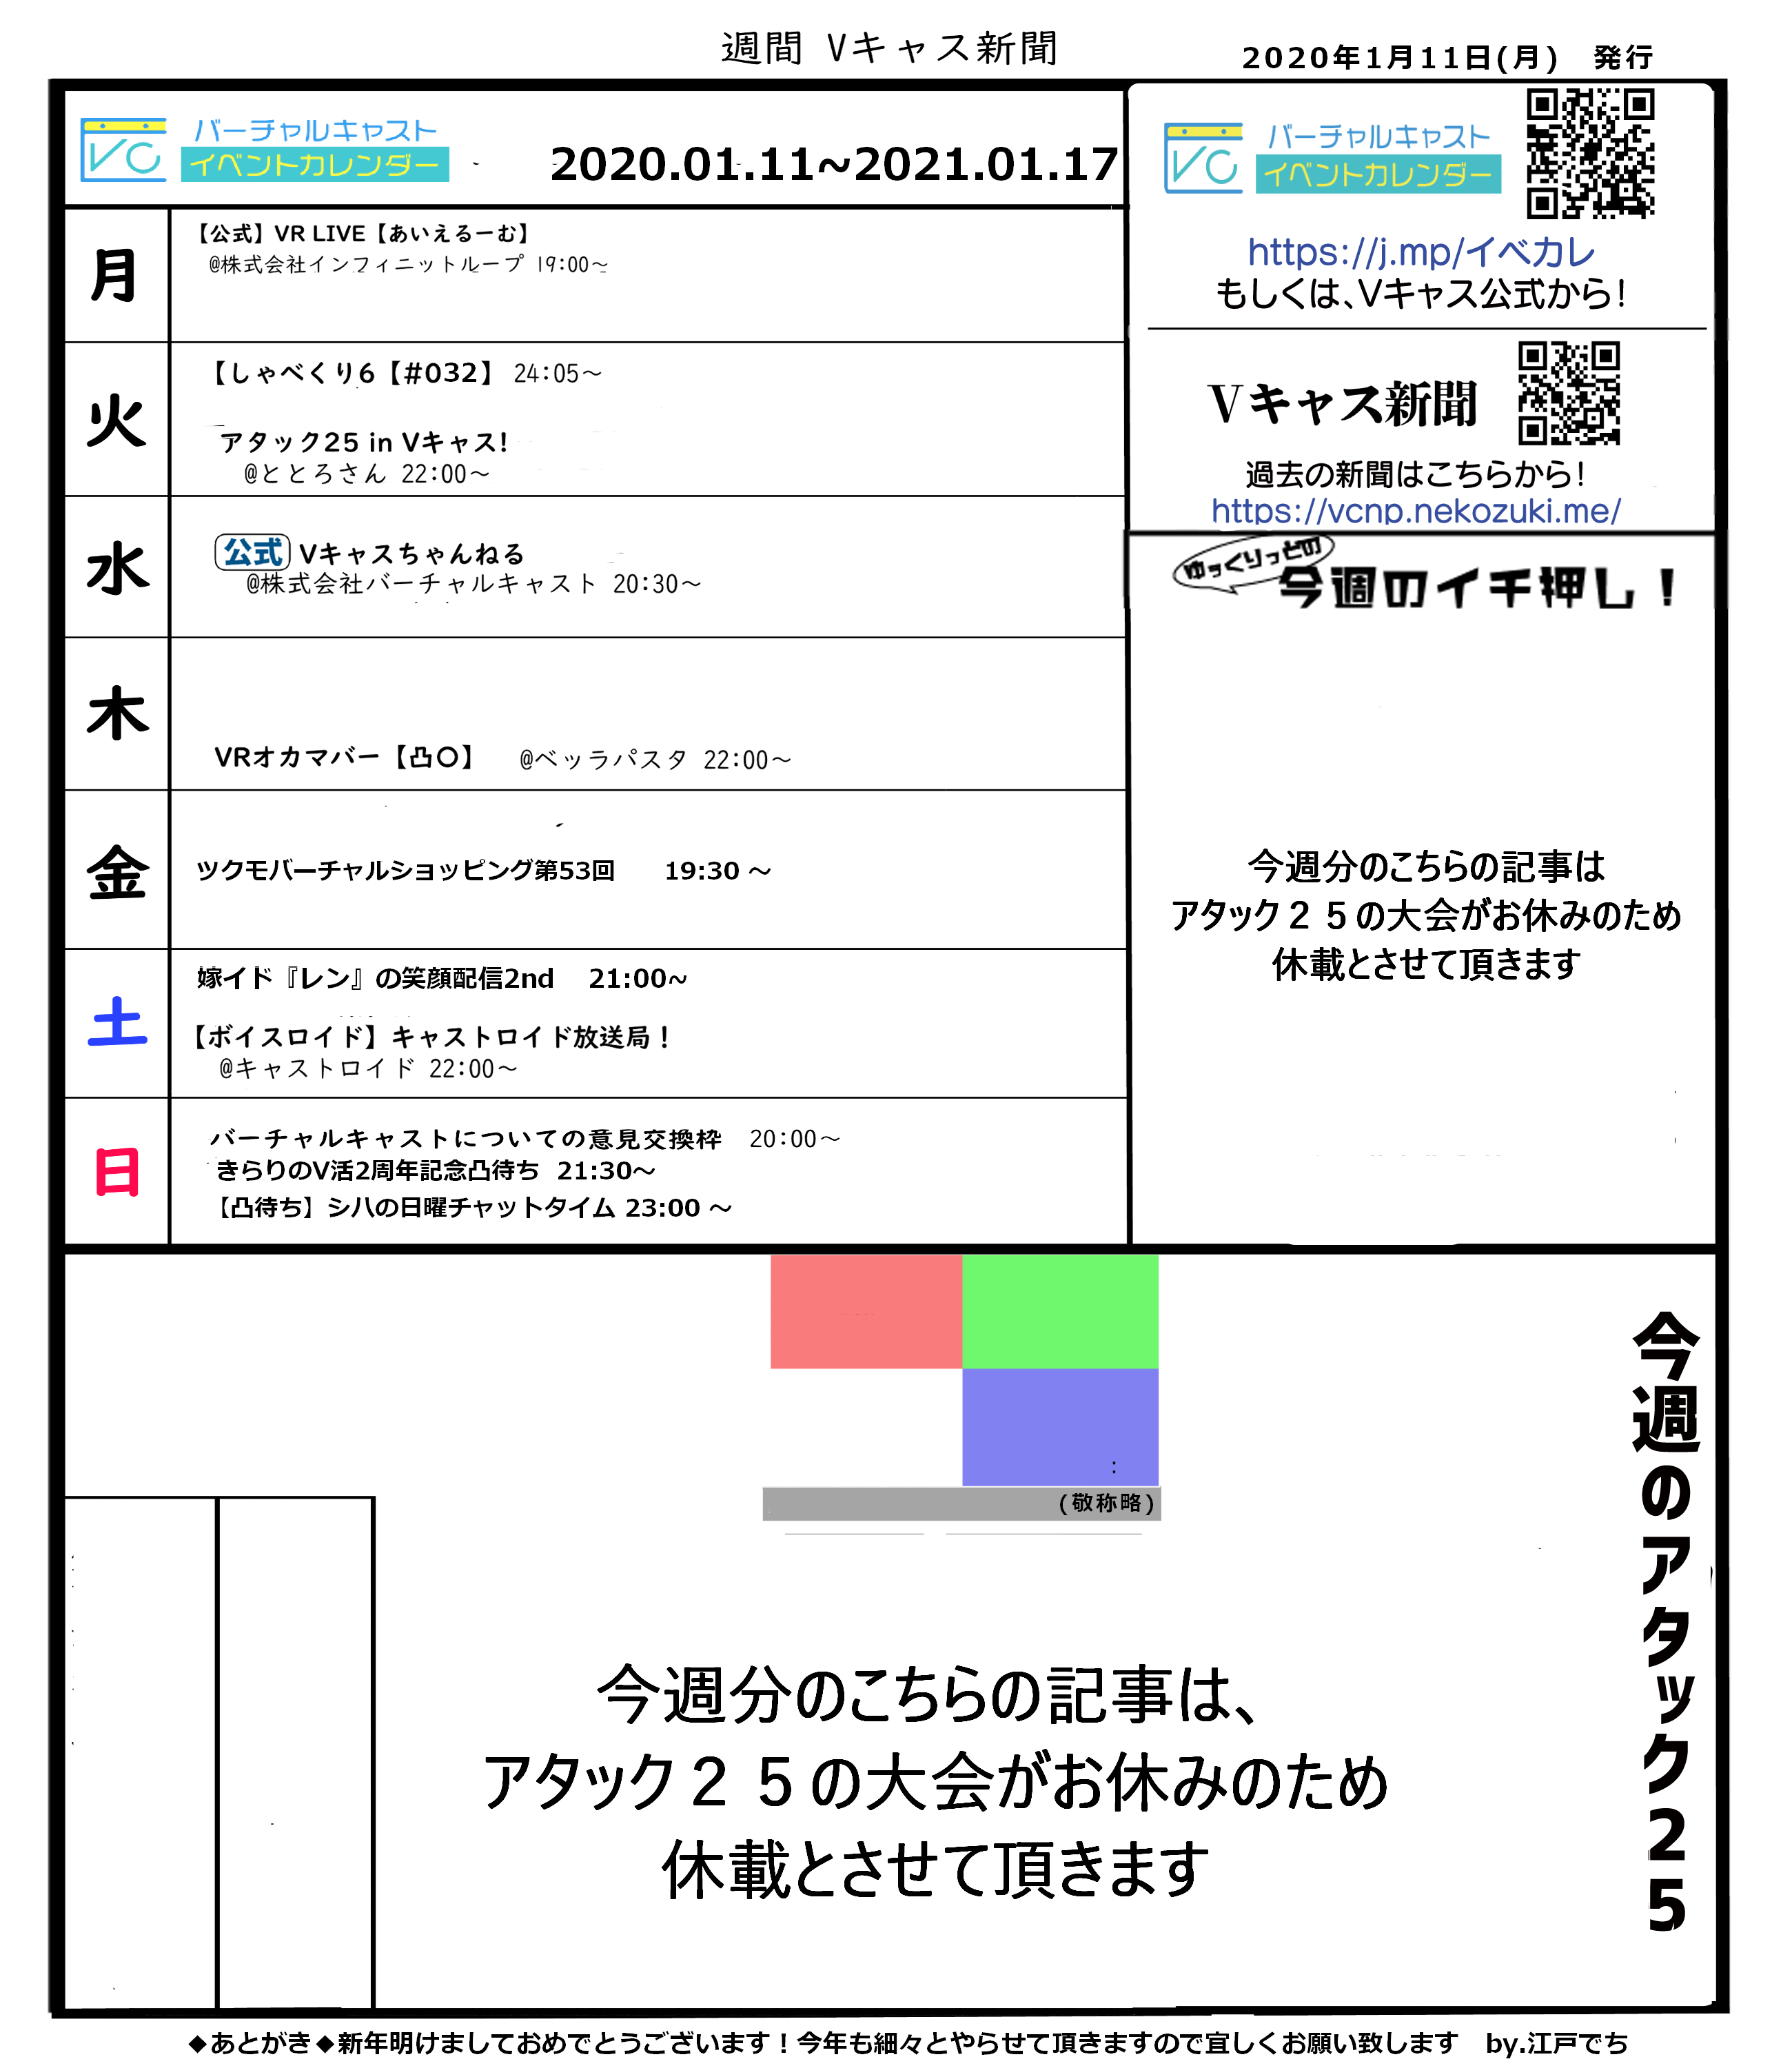 週間 Vキャス新聞
2020年1月11日(月)　発行
VC バーチャルキャスト
イベントカレンダー
2020.01.11~2021.01.17
月
【公式】VR LIVE【あいえるーむ】
@株式会社インフィニットループ 19:00～
火
【しゃべくり6【#032】 24:05～
アタック25 in Vキャス!
@ととろさん 22:00～
水
公式 Vキャスちゃんねる
@株式会社バーチャルキャスト 20:30～
木
VRオカマバー【凸〇】　@ベッラパスタ 22:00～
金
ツクモバーチャルショッピング第53回　19:30 ～
土
嫁イド『レン』の笑顔配信2nd　21:00~
【ボイスロイド】キャストロイド放送局！
@キャストロイド 22:00～
日
バーチャルキャストについての意見交換枠　20:00～
きらりのV活2周年記念凸待ち 21:30～
【凸待ち】シハの日曜チャットタイム 23:00 ～
VC バーチャルキャスト
イベントカレンダー
https://j.mp/イベカレ
もしくは、Vキャス公式から!
Vキャス新聞
過去の新聞はこちらから!
https://vcnp.nekozuki.me/
ゆっくりっどの
今週のイチ押し！
今週分のこちらの記事は
アタック２５の大会がお休みのため
休載とさせて頂きます
今週のアタック25
:
(敬称略)
今週分のこちらの記事は、
アタック２５の大会がお休みのため
休載とさせて頂きます
◆あとがき◆新年明けましておめでとうございます！今年も細々とやらせて頂きますので宜しくお願い致します　by.江戸でち